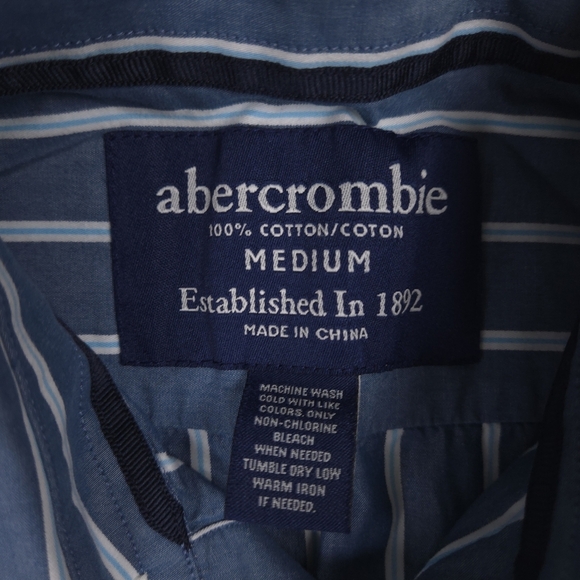 abercrombie
100% COTTON/COTON
MEDIUM
Established In 1892
MADE IN CHINA
MACHINE WASH
COLD WITH LIKE
COLORS. ONLY
NON-CHLORINE
BLEACH
WHEN NEEDED
TUMBLE DRY LOW
WARM IRON
IF NEEDED.